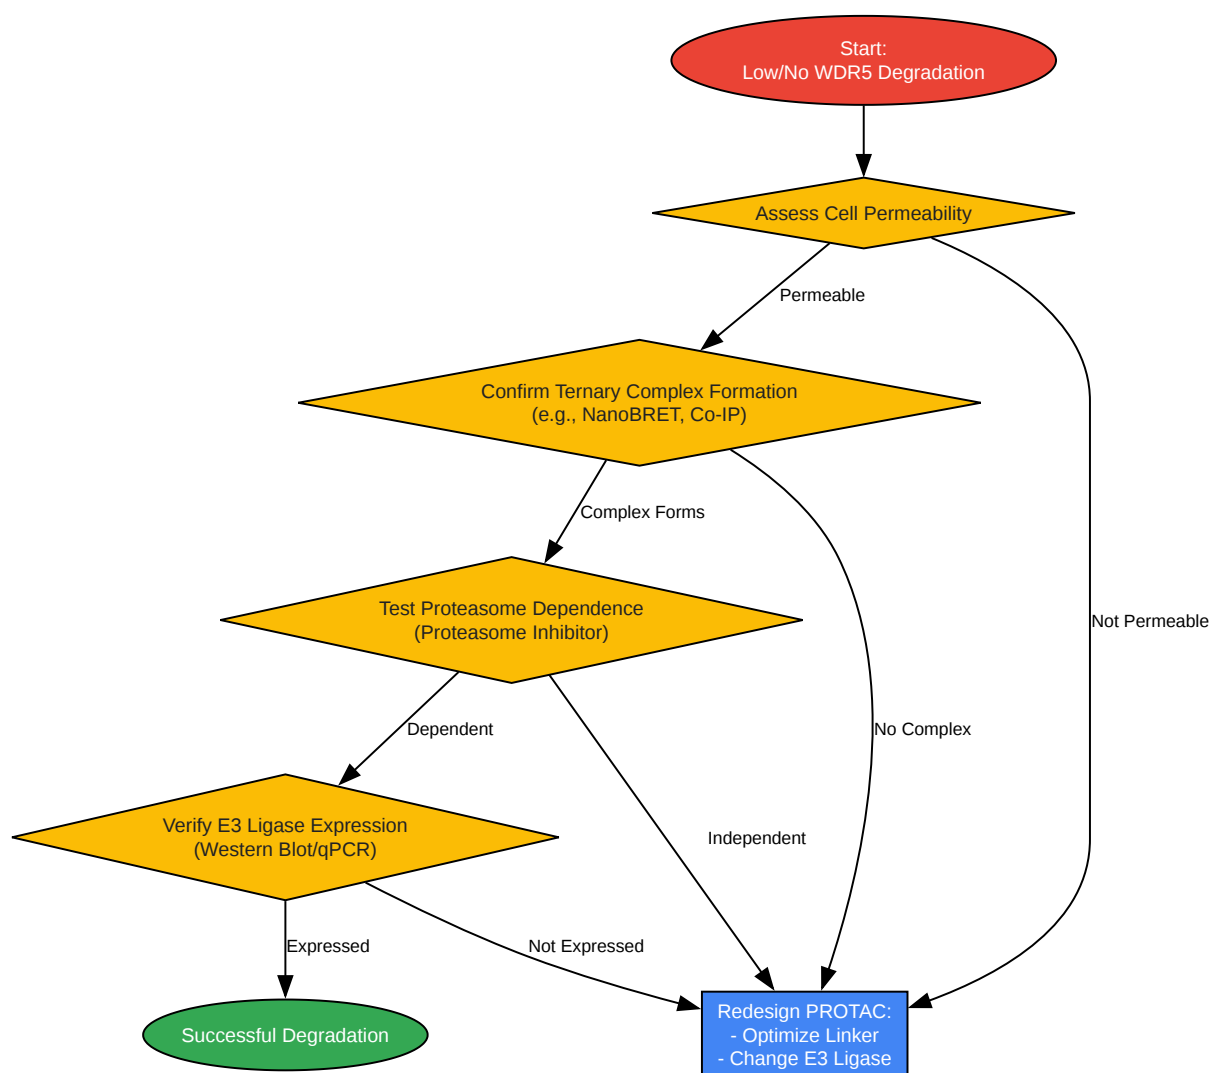 Start:
Low/No WDR5 Degradation
Assess Cell Permeability
Permeable
Confirm Ternary Complex Formation
(e.g., NanoBRET, Co-IP)
Complex Forms
Test Proteasome Dependence
(Proteasome Inhibitor)
Not Permeable
Dependent
No Complex
Verify E3 Ligase Expression
(Western Blot/qPCR)
Independent
Expressed
Not Expressed
Successful Degradation
Redesign PROTAC:
- Optimize Linker
- Change E3 Ligase